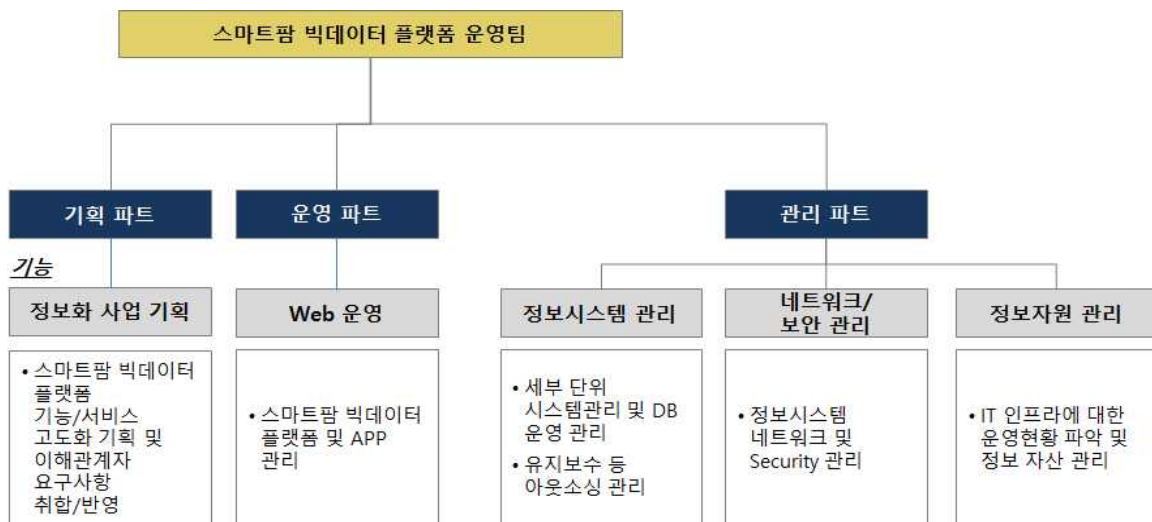 스마트팜 빅데이터 플랫폼 운영팀
기획 파트
운영 파트
관리 파트
기능
정보화 사업 기획
Web 운영
정보시스템 관리
네트워크/
보안 관리
정보자원 관리
• 스마트팜 빅데이터
플랫폼
기능/서비스
고도화 기획 및
이해관계자
요구사항
취합/반영
• 스마트팜 빅데이터
플랫폼 및 APP
관리
• 세부 단위
시스템관리 및 DB
운영 관리
• 유지보수 등
아웃소싱 관리
• 정보시스템
네트워크 및
Security 관리
• IT 인프라에 대한
운영현황 파악 및
정보 자산 관리